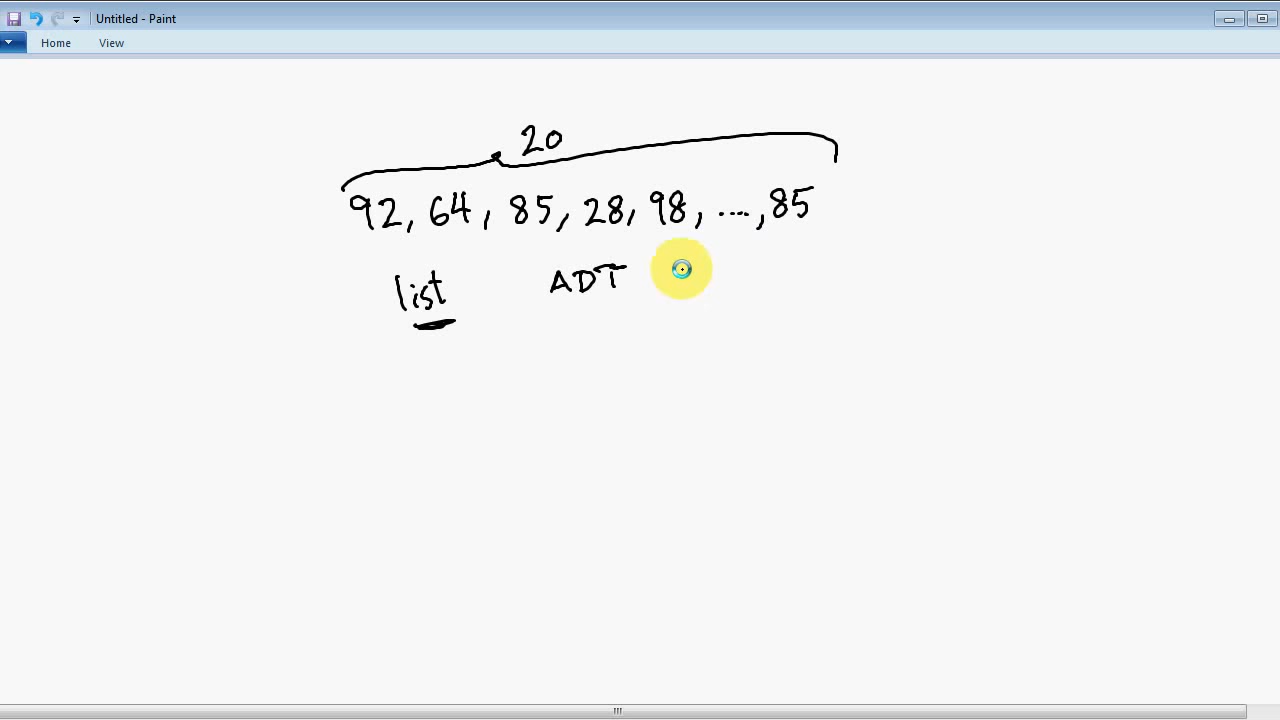 Untitled - Paint
Home View
20
92, 64, 85, 28, 98, ...., 85
list ADT